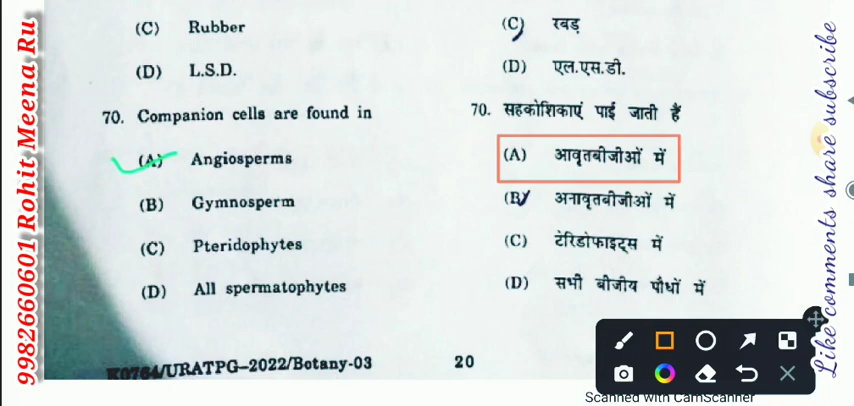 9982660601 Rohit Meena Ru
(C) Rubber
(D) L.S.D.
70. Companion cells are found in
(A) Angiosperms
(B) Gymnosperm
(C) Pteridophytes
(D) All spermatophytes
K0764/URATPG–2022/Botany-03
20
(C) रबड़
(D) एल.एस.डी.
70. सहकोशिकाएं पाई जाती हैं
(A) आवृतबीजीओं में
(B) अनावृतबीजीओं में
(C) टेरिडोफाइट्स में
(D) सभी बीजीय पौधों में
Like comments share subscribe
Scanned with CamScanner